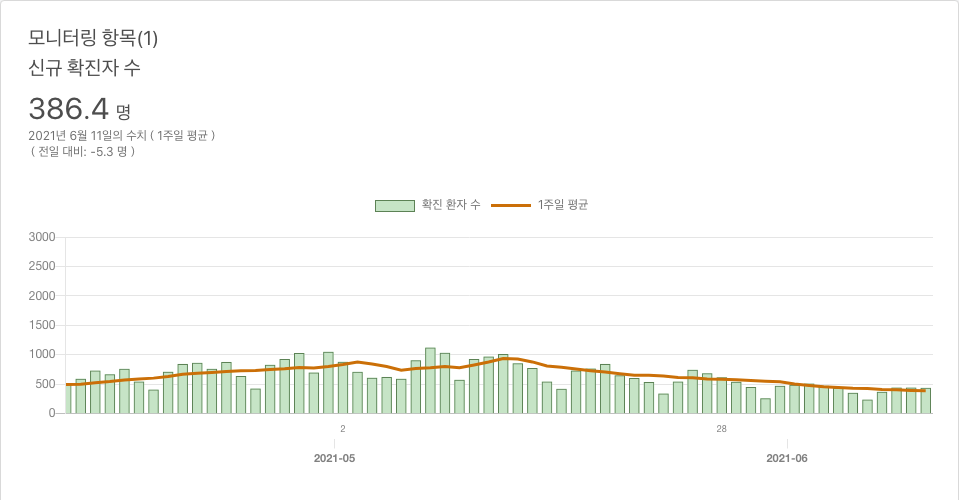 모니터링 항목(1)
신규 확진자 수
386.4 명
2021년 6월 11일의 수치 ( 1주일 평균 )
( 전일 대비: -5.3 명 )
확진 환자 수 1주일 평균
3000
2500
2000
1500
1000
500
0
2 28
2021-05 2021-06